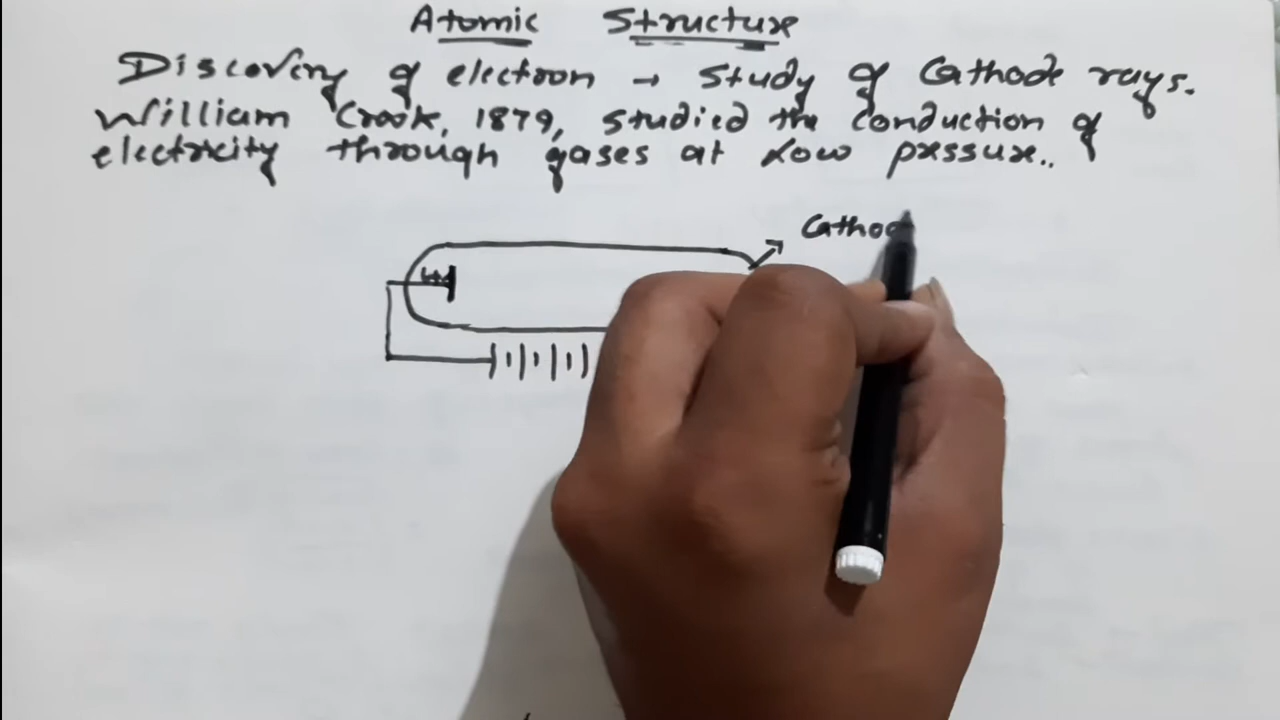 Atomic Structure
Discovery of electron → Study of Cathode rays.
William Crook, 1879, studied the conduction of
electricity through gases at low pressure..
Catho